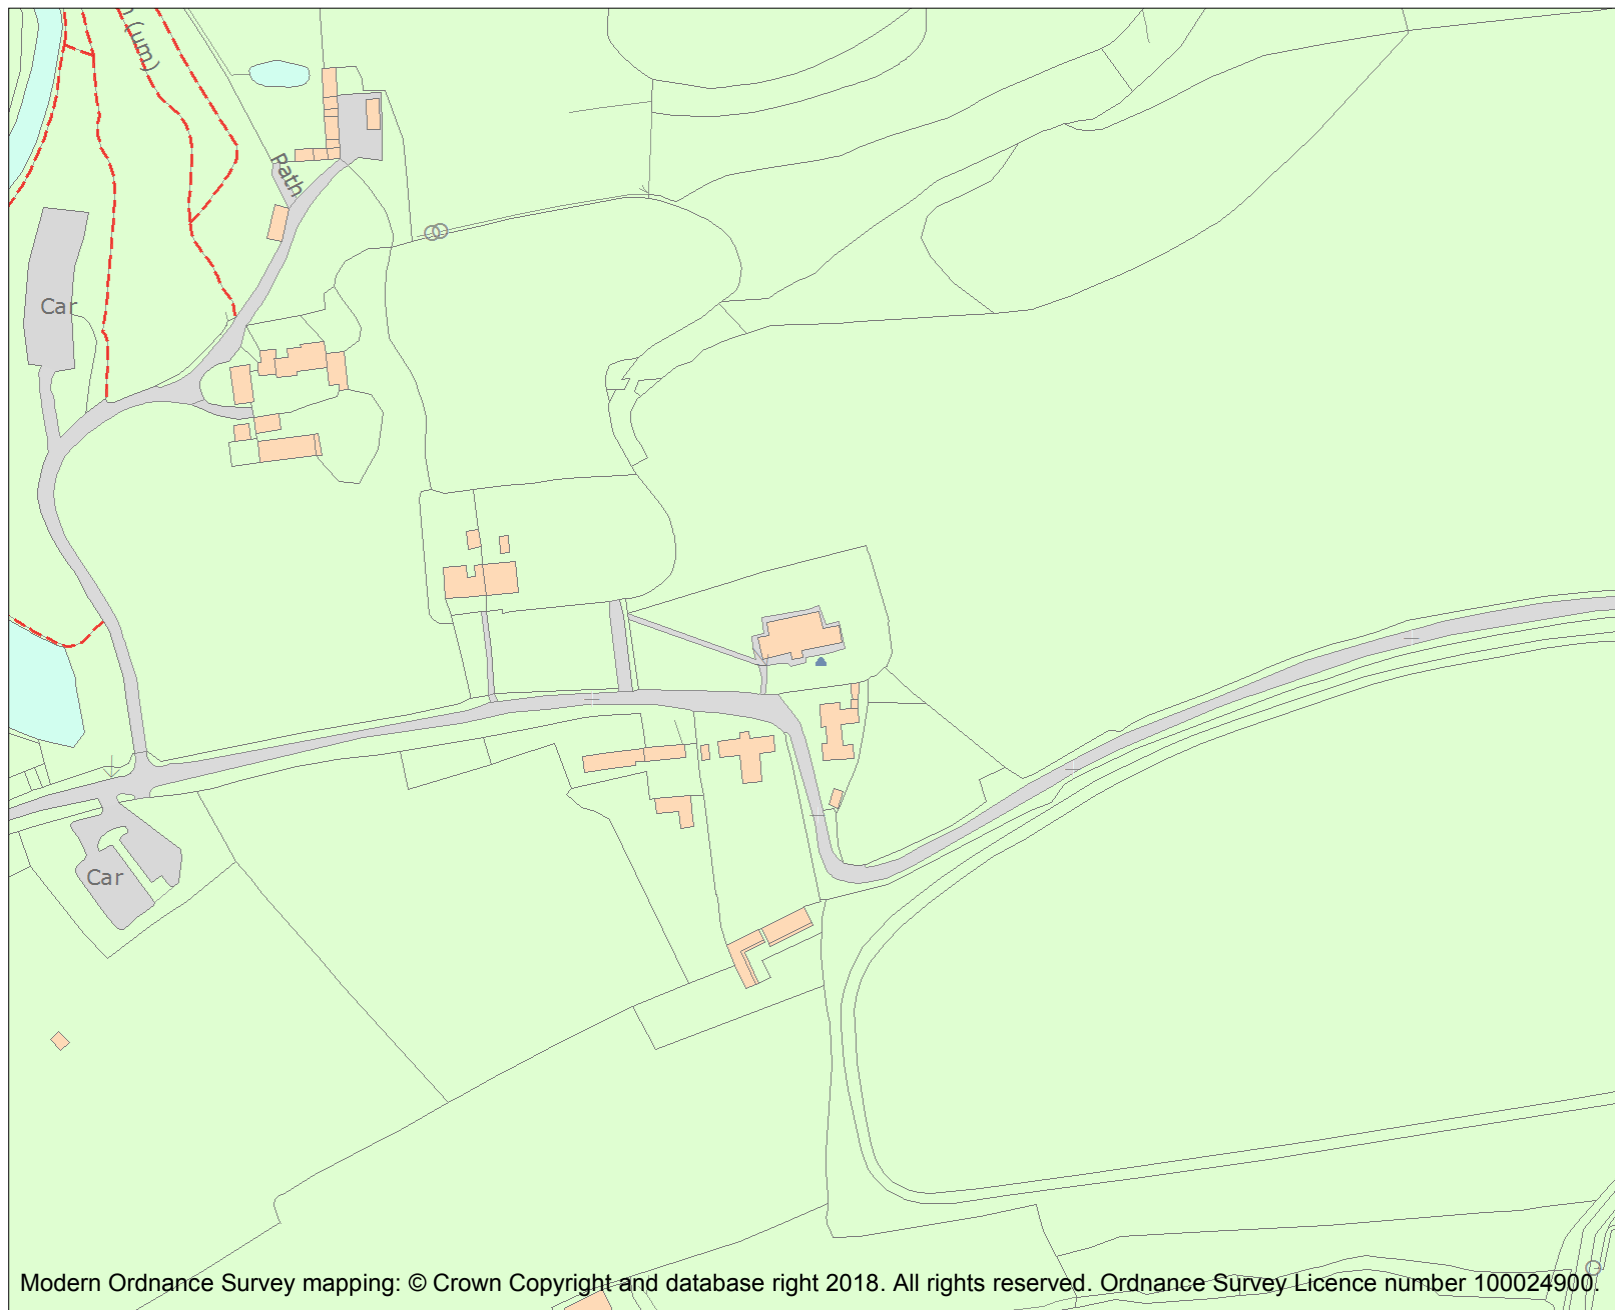 (um)
Path
Car
Car
Modern Ordnance Survey mapping: © Crown Copyright and database right 2018. All rights reserved. Ordnance Survey Licence number 100024900.